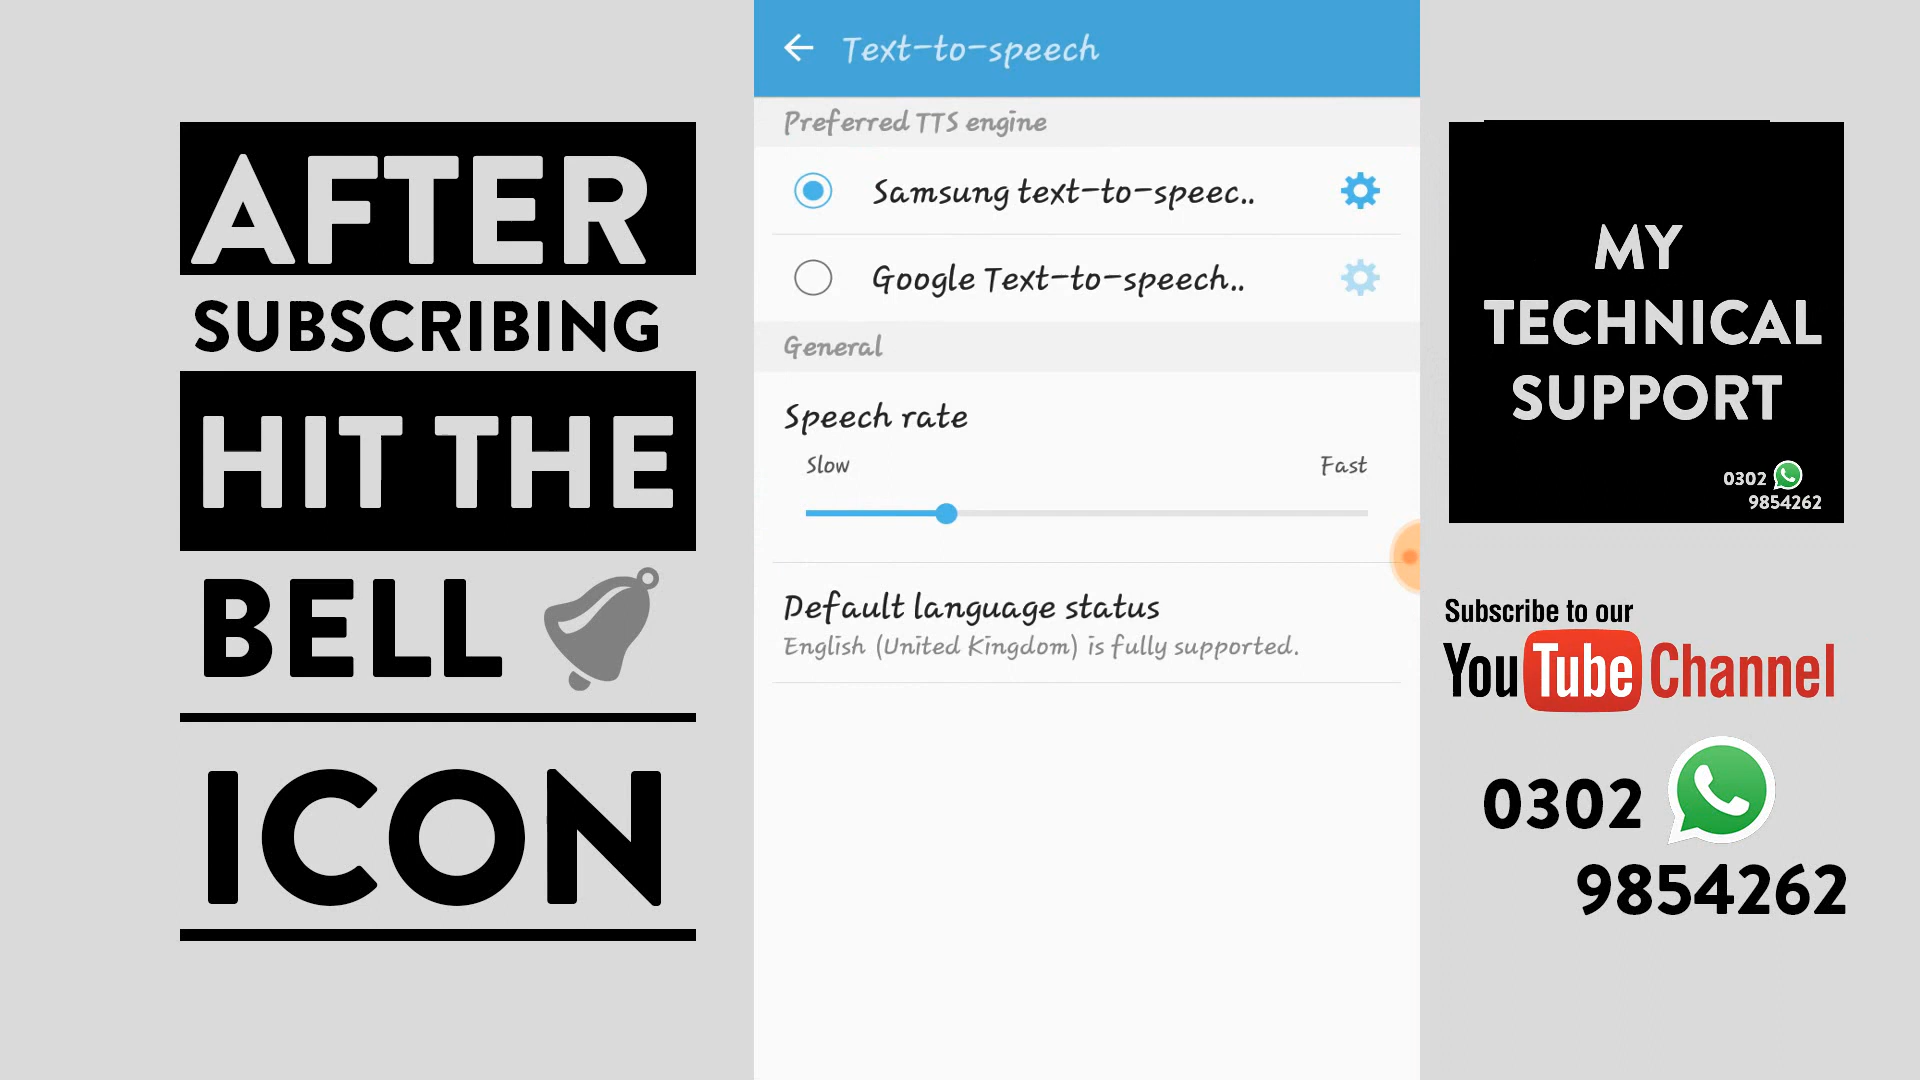 AFTER
SUBSCRIBING
HIT THE
BELL
ICON
Text-to-speech
Preferred TTS engine
Samsung text-to-speec..
Google Text-to-speech..
General
Speech rate
Slow Fast
Default language status
English (United Kingdom) is fully supported.
MY
TECHNICAL
SUPPORT
0302
9854262
Subscribe to our
YouTube Channel
0302
9854262